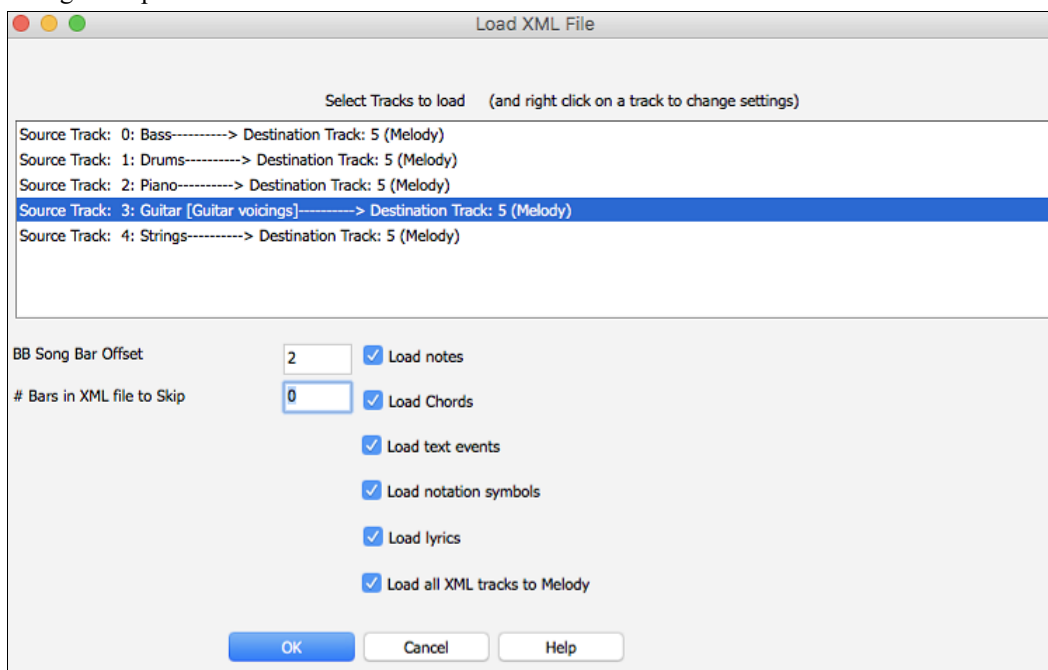 Load XML File
Select Tracks to load (and right click on a track to change settings)
Source Track: 0: Bass----------> Destination Track: 5 (Melody)
Source Track: 1: Drums----------> Destination Track: 5 (Melody)
Source Track: 2: Piano----------> Destination Track: 5 (Melody)
Source Track: 3: Guitar [Guitar voicings]----------> Destination Track: 5 (Melody)
Source Track: 4: Strings----------> Destination Track: 5 (Melody)
BB Song Bar Offset 2 Load notes
# Bars in XML file to Skip 0 Load Chords
Load text events
Load notation symbols
Load lyrics
Load all XML tracks to Melody
OK Cancel Help